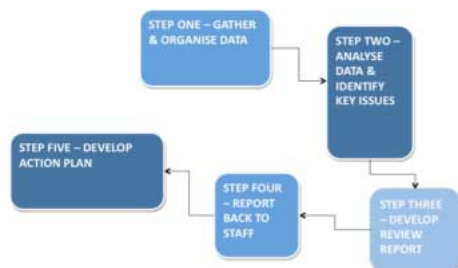 STEP ONE – GATHER
& ORGANISE DATA
STEP TWO –
ANALYSE
DATA &
IDENTIFY
KEY ISSUES
STEP THREE
– DEVELOP
REVIEW
REPORT
STEP FOUR
– REPORT
BACK TO
STAFF
STEP FIVE – DEVELOP
ACTION PLAN